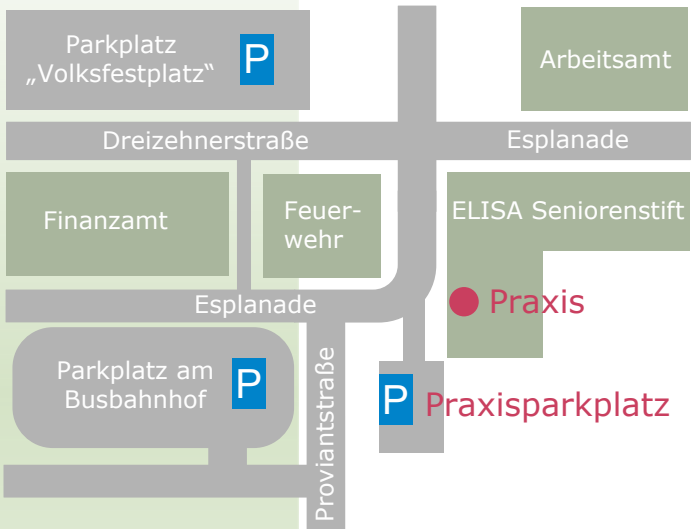 Parkplatz
„Volksfestplatz“
P
Arbeitsamt
Dreizehnerstraße
Esplanade
Finanzamt
Feuer-
wehr
ELISA Seniorenstift
Esplanade
Praxis
Parkplatz am
Busbahnhof
P
Proviantstraße
P
Praxisparkplatz